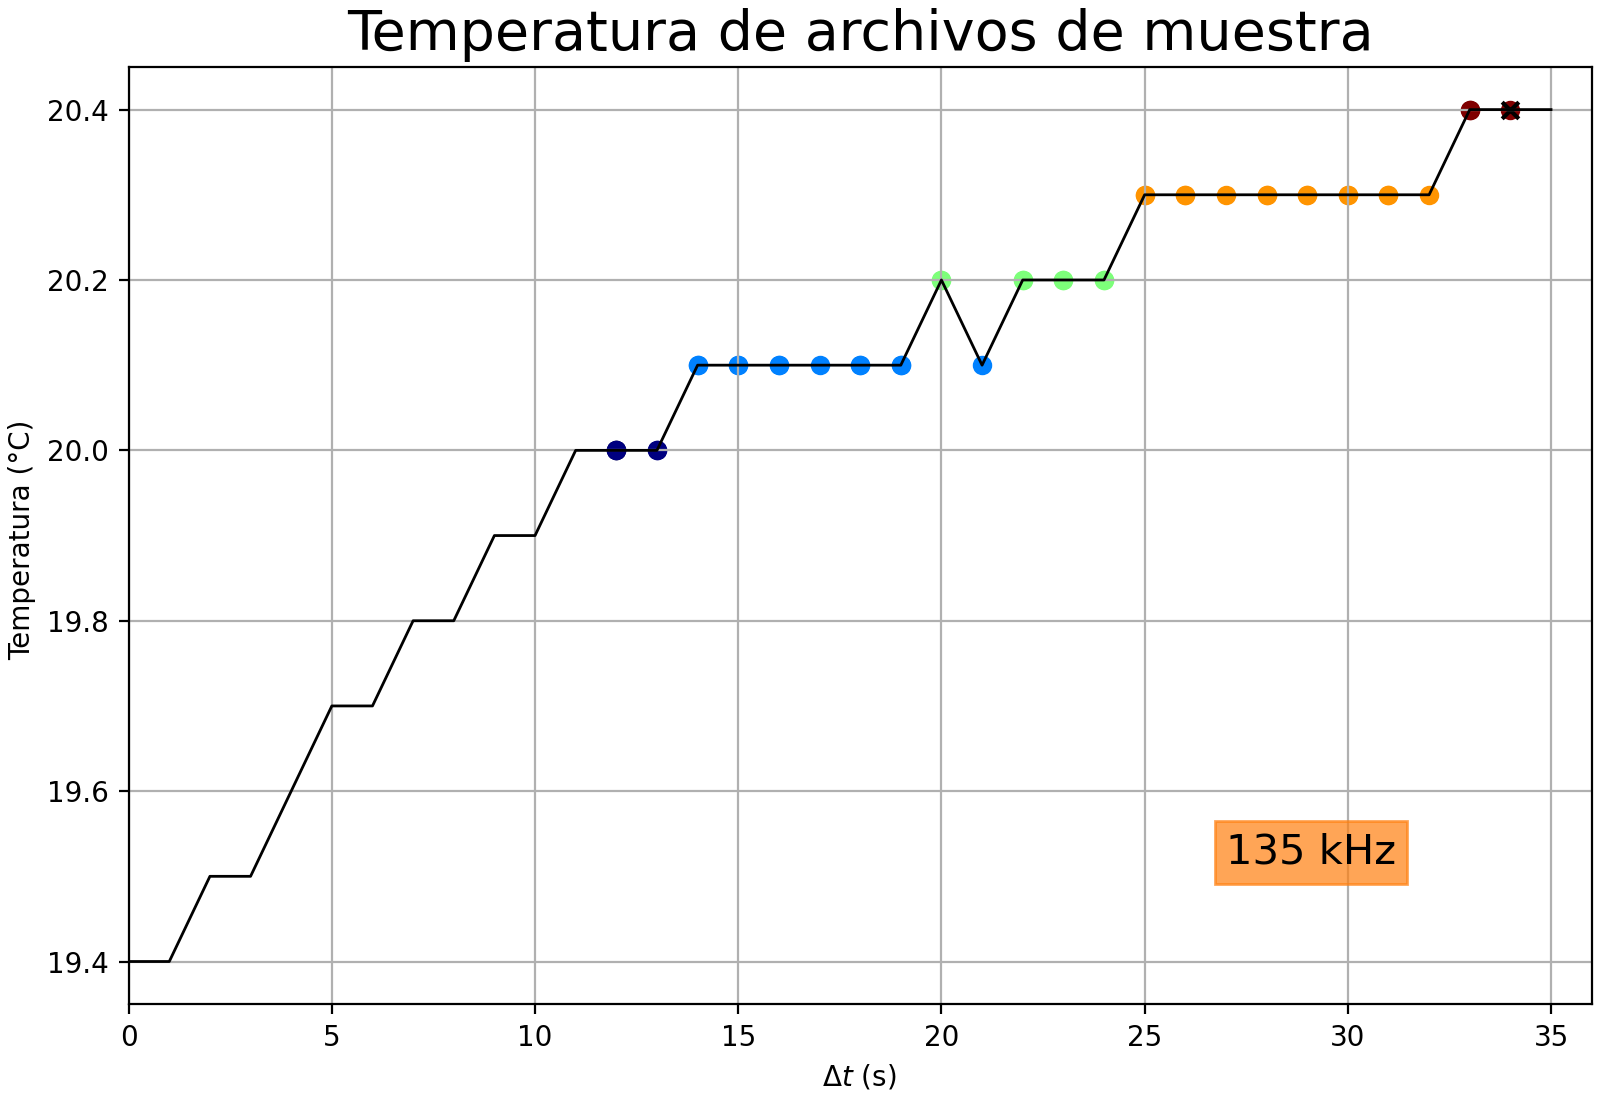 Temperatura de archivos de muestra
Temperatura (°C)
20.4
20.2
20.0
19.8
19.6
19.4
135 kHz
0 5 10 15 20 25 30 35
Δt (s)